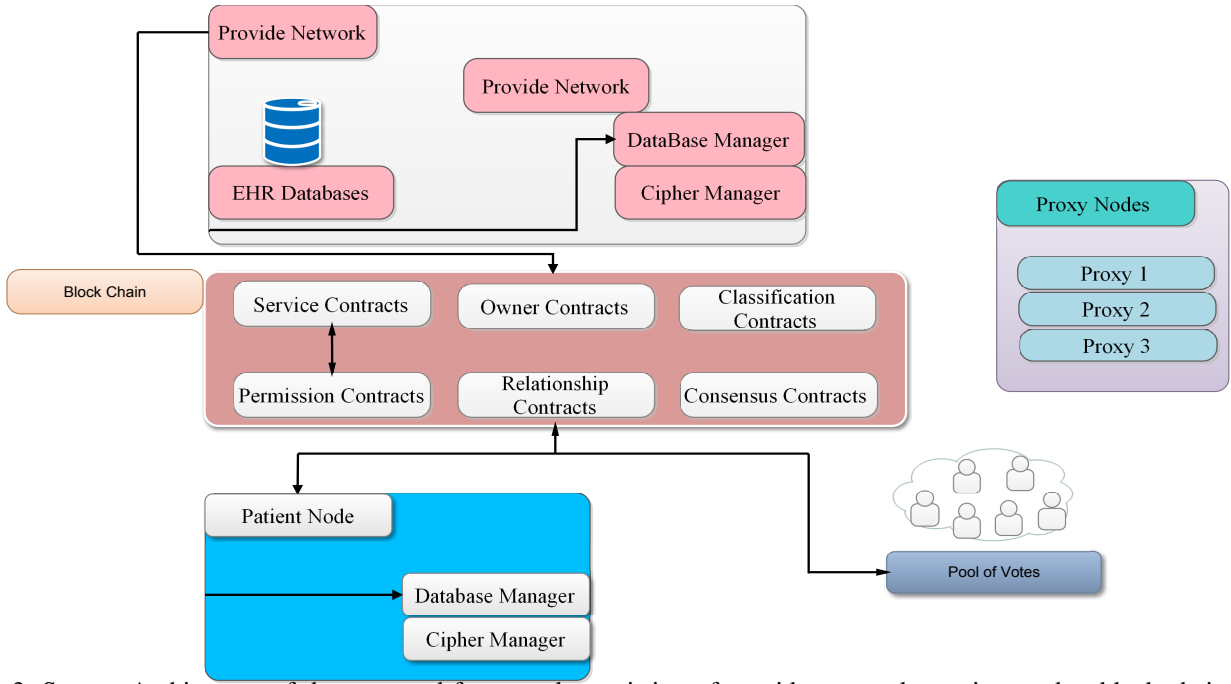 Provide Network
Provide Network
DataBase Manager
EHR Databases
Cipher Manager
Proxy Nodes
Proxy 1
Proxy 2
Proxy 3
Block Chain
Service Contracts
Owner Contracts
Classification
Contracts
Permission Contracts
Relationship
Contracts
Consensus Contracts
Patient Node
Database Manager
Cipher Manager
Pool of Votes